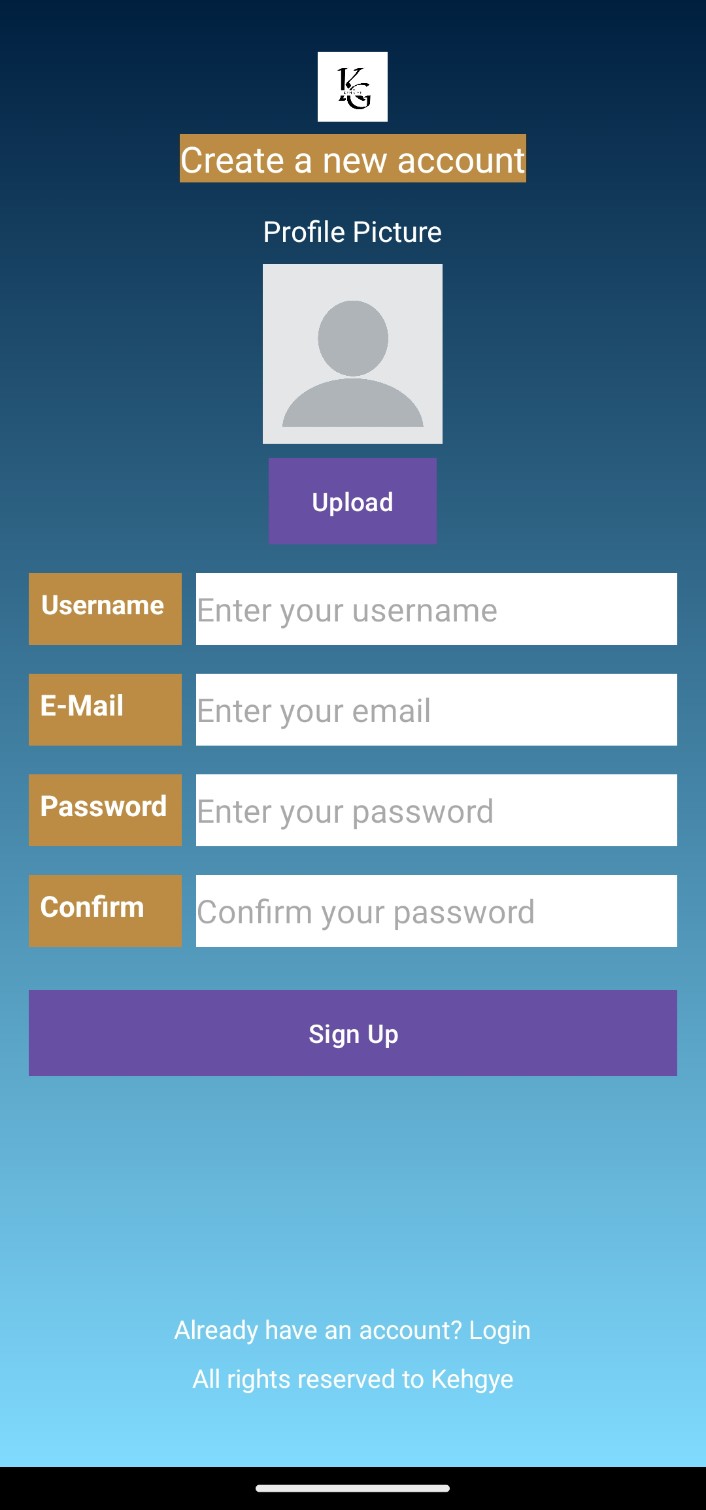 KG
Create a new account
Profile Picture
Upload
Username
Enter your username
E-Mail
Enter your email
Password
Enter your password
Confirm
Confirm your password
Sign Up
Already have an account? Login
All rights reserved to Kehgye